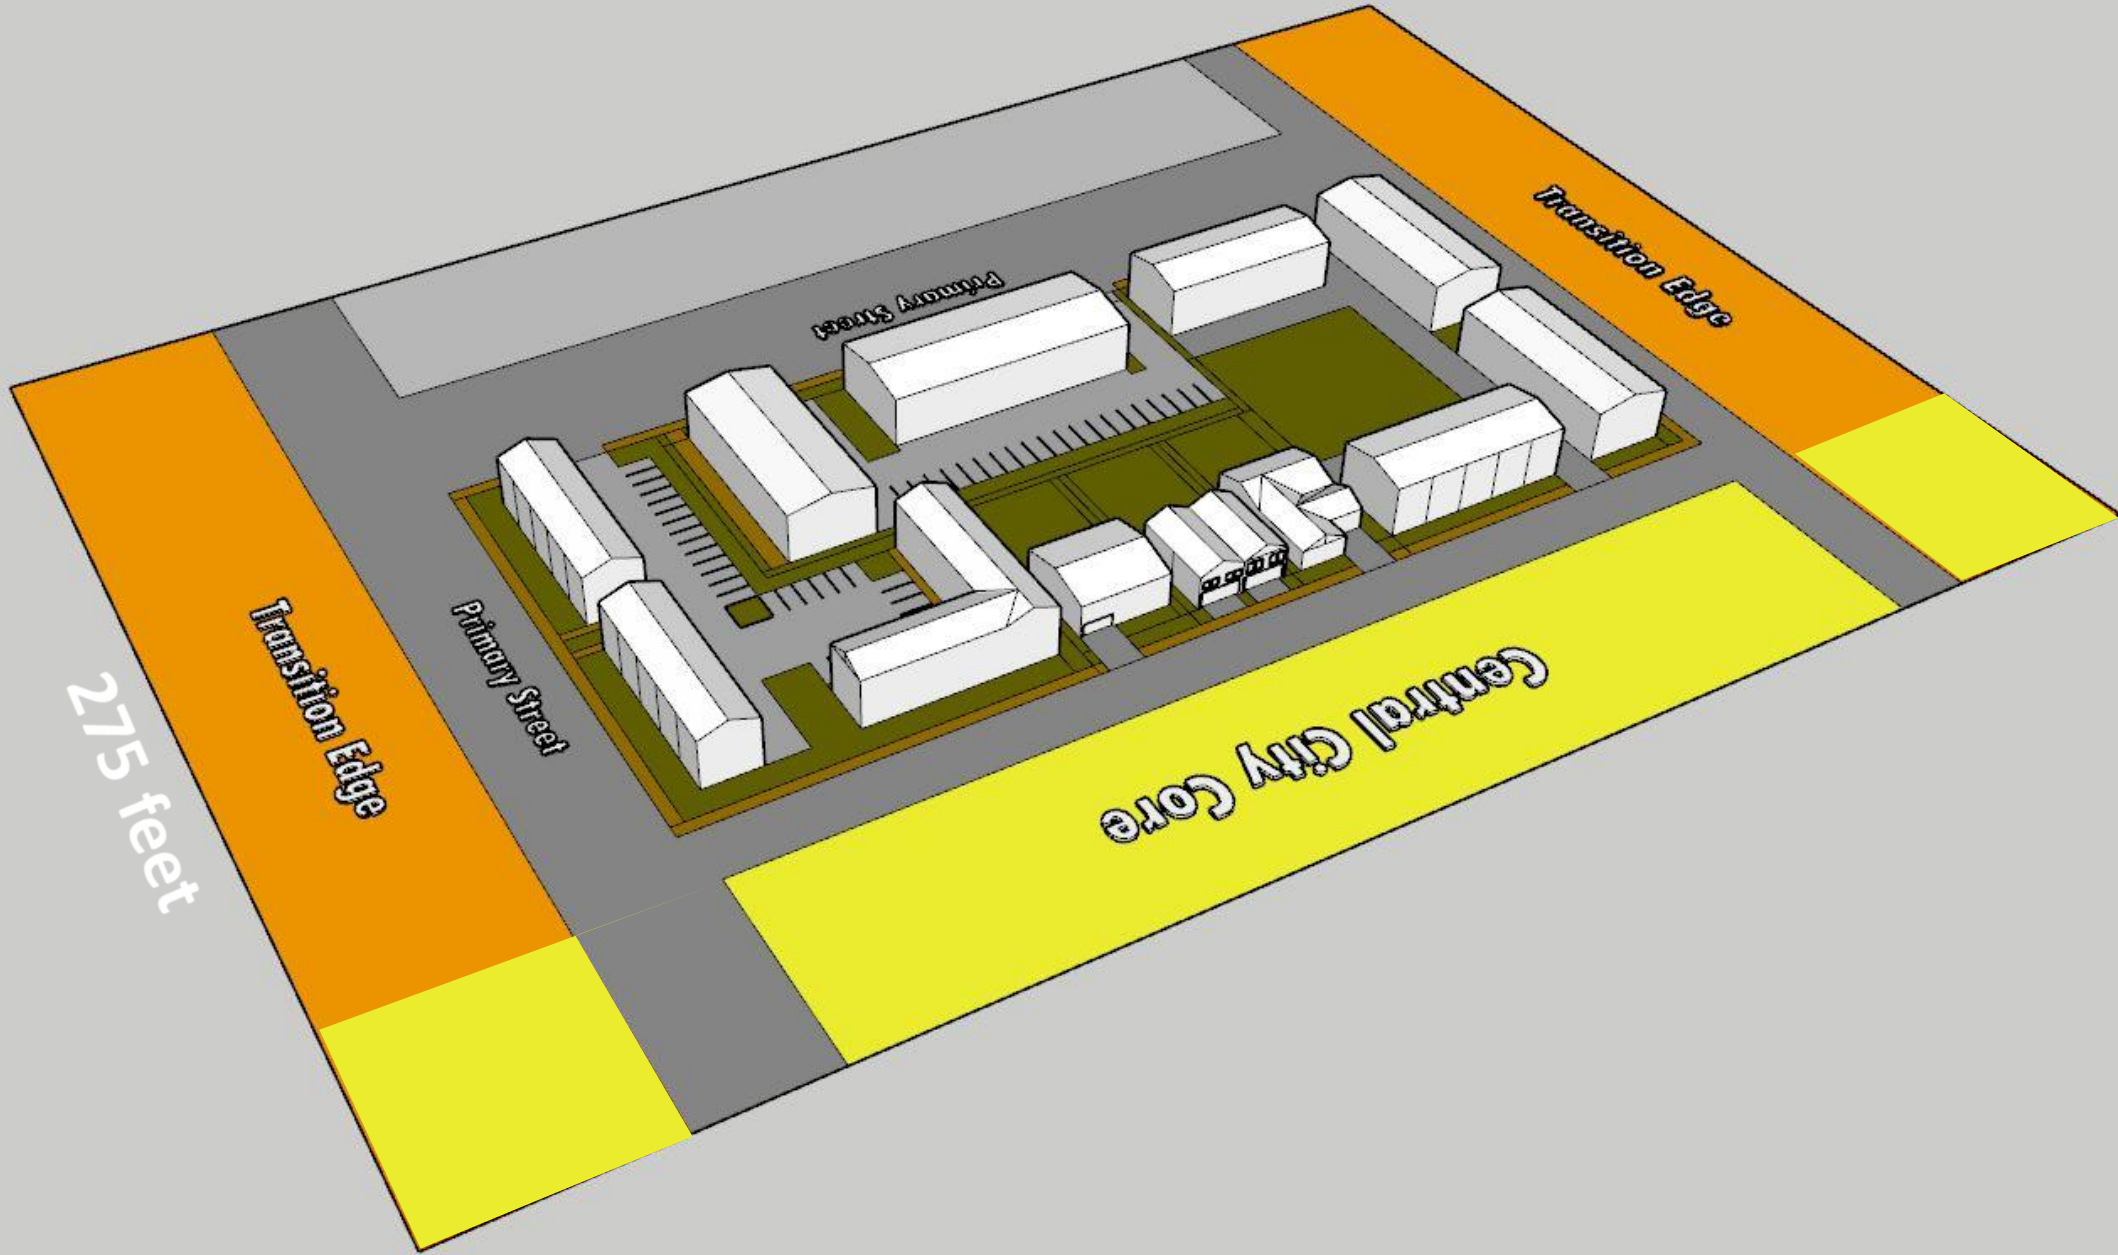 Transition Edge
Primary Street
Primary Street
Transition Edge
275 feet
Central City Core